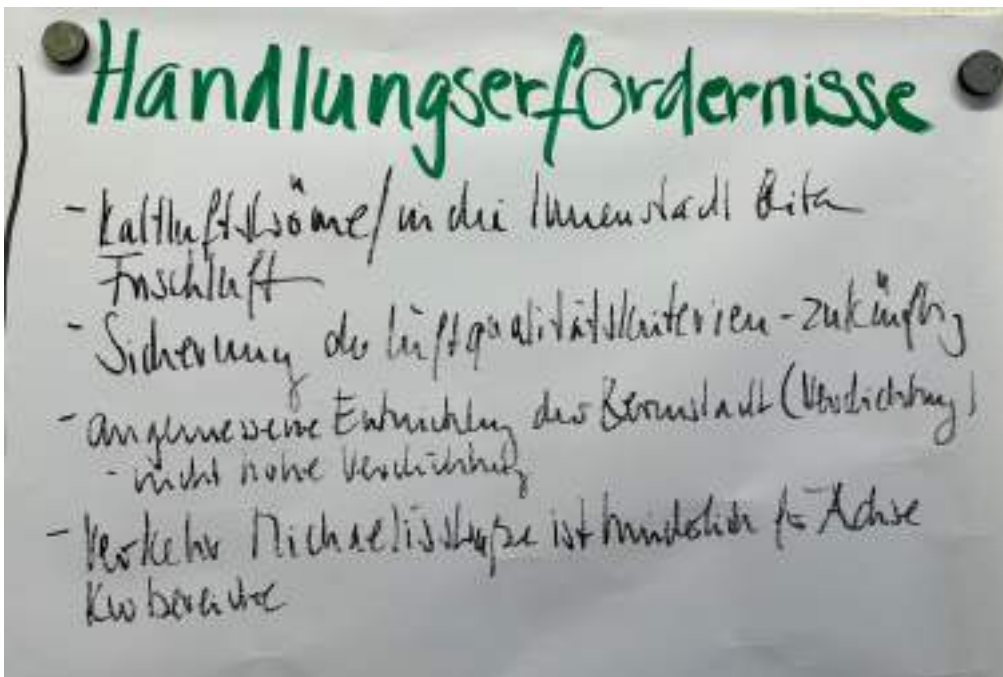 Handlungserfordernisse
- Kaltluftströme / in die Innenstadt
Frischluft
- Sicherung der Luftqualitätskriterien - zukünftig
- angemessene Entwicklung der Kernstadt (Verdichtung)
- nicht hohe Verdichtung
- Verkehr Michaelisstraße ist hinderlich für Achse